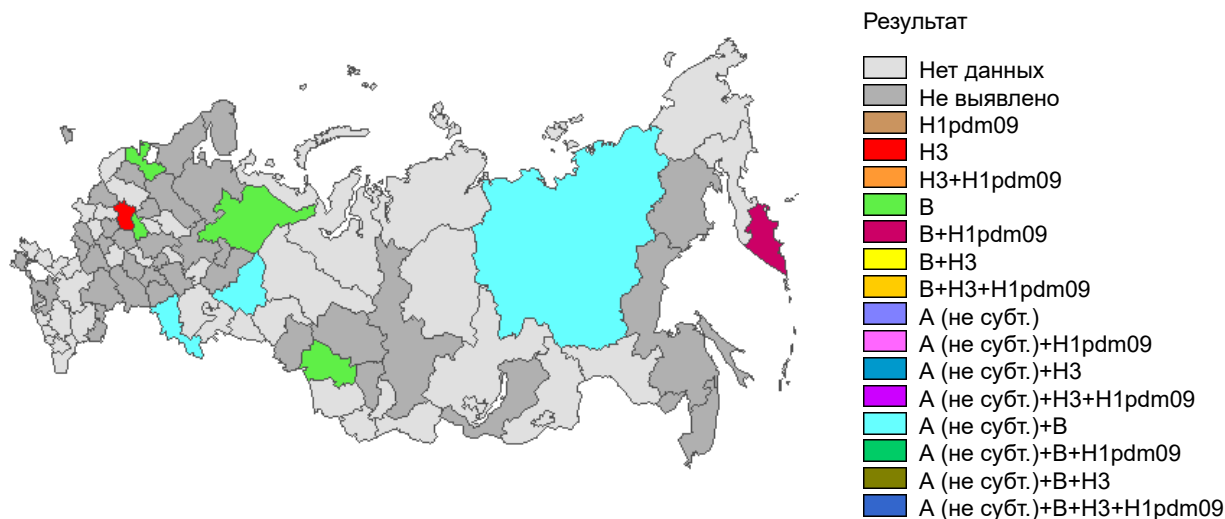 Результат
Нет данных
Не выявлено
H1pdm09
H3
H3+H1pdm09
B
B+H1pdm09
B+H3
B+H3+H1pdm09
А (не субт.)
А (не субт.)+H1pdm09
А (не субт.)+H3
А (не субт.)+H3+H1pdm09
А (не субт.)+B
А (не субт.)+B+H1pdm09
А (не субт.)+B+H3
А (не субт.)+B+H3+H1pdm09